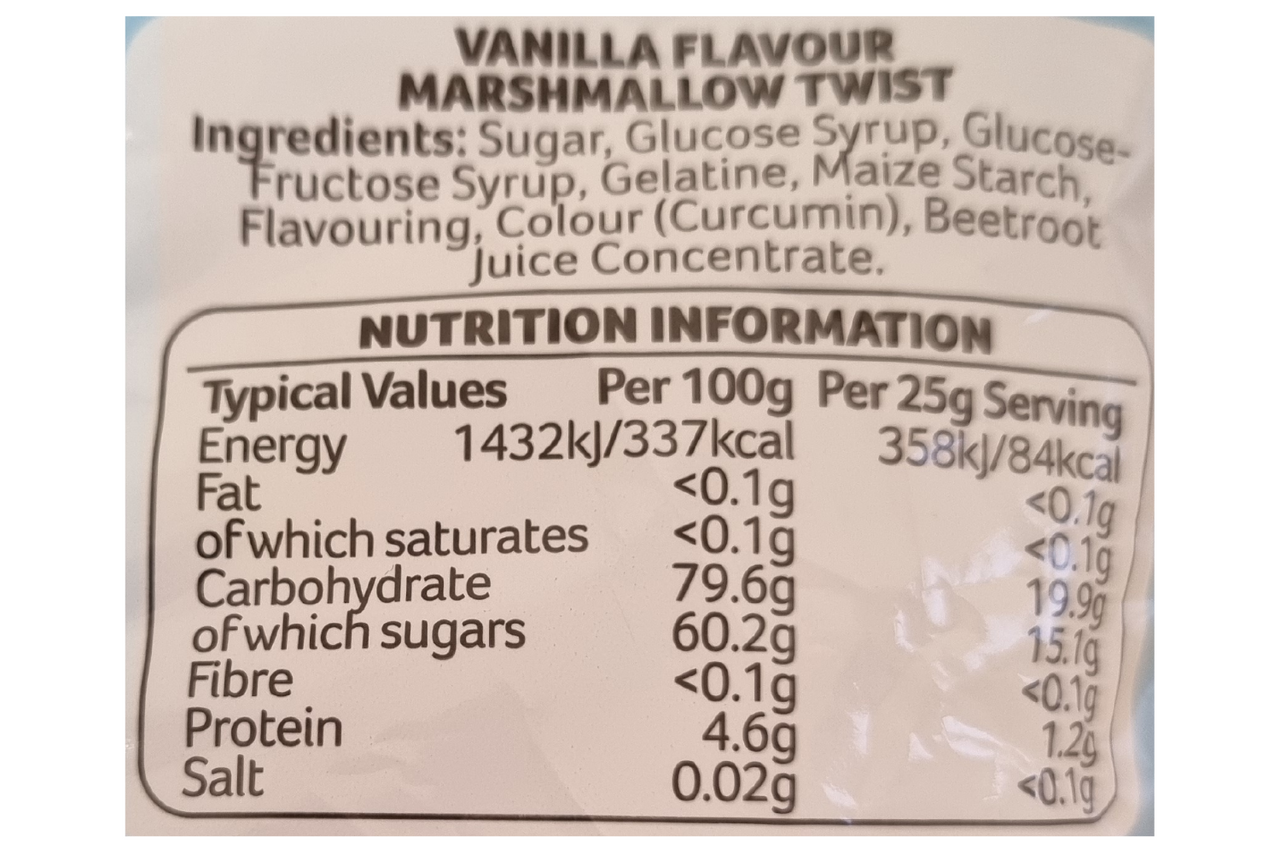 VANILLA FLAVOUR
MARSHMALLOW TWIST
Ingredients: Sugar, Glucose Syrup, Glucose-
Fructose Syrup, Gelatine, Maize Starch,
Flavouring, Colour (Curcumin), Beetroot
Juice Concentrate.
NUTRITION INFORMATION
Typical Values Per 100g Per 25g Serving
Energy 1432kJ/337kcal 358kJ/84kcal
Fat <0.1g <0.1g
of which saturates <0.1g <0.1g
Carbohydrate 79.6g 19.9g
of which sugars 60.2g 15.1g
Fibre <0.1g <0.1g
Protein 4.6g 1.2g
Salt 0.02g <0.1g